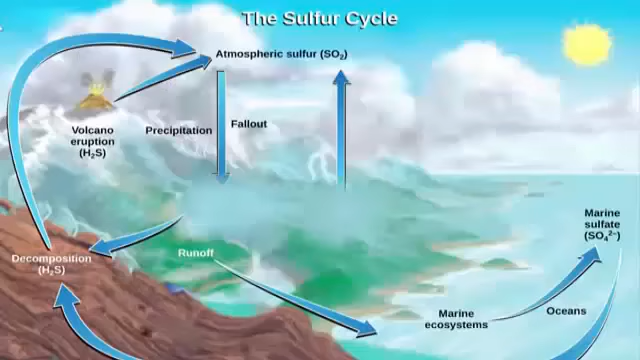 The Sulfur Cycle
Atmospheric sulfur (SO₂)
Volcano
eruption
(H₂S)
Precipitation
Fallout
Marine
sulfate
(SO₄²⁻)
Decomposition
(H₂S)
Runoff
Marine
ecosystems
Oceans